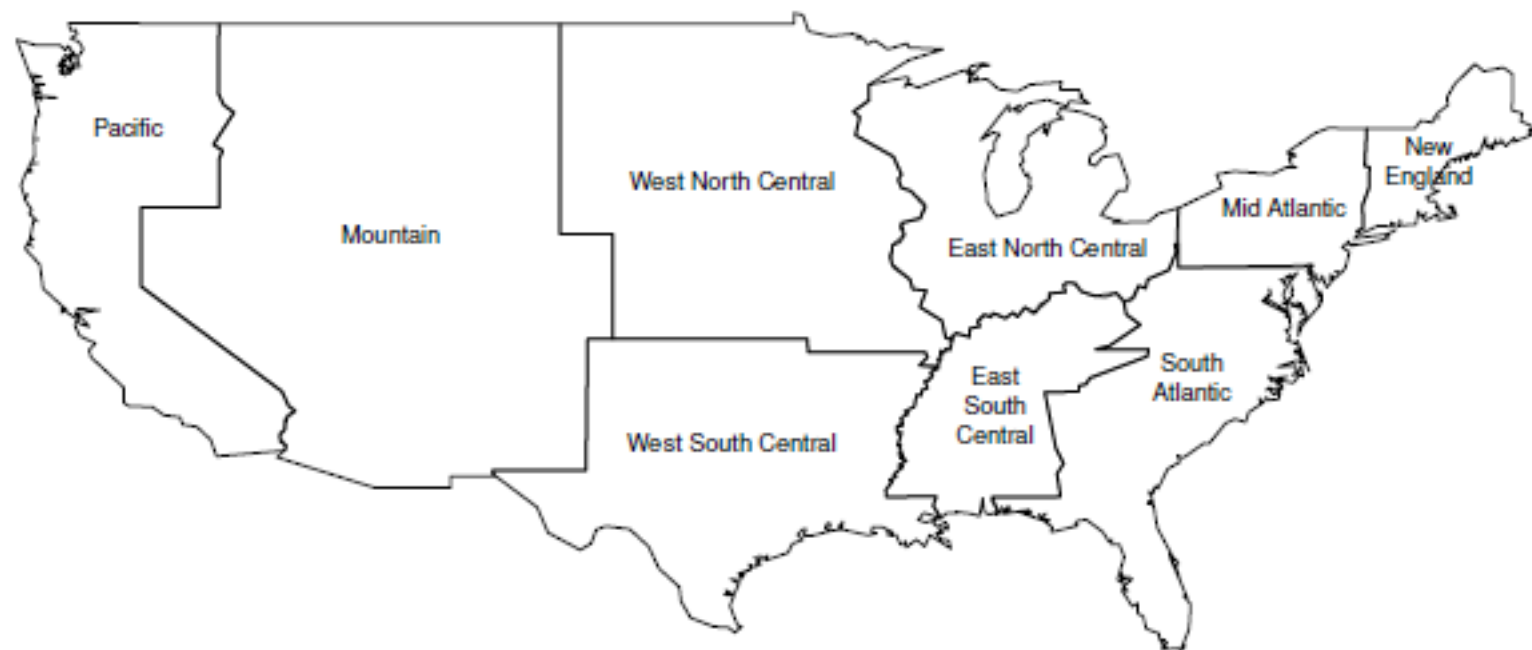 Pacific
Mountain
West North Central
East North Central
Mid Atlantic
New
England
West South Central
East
South
Central
South
Atlantic